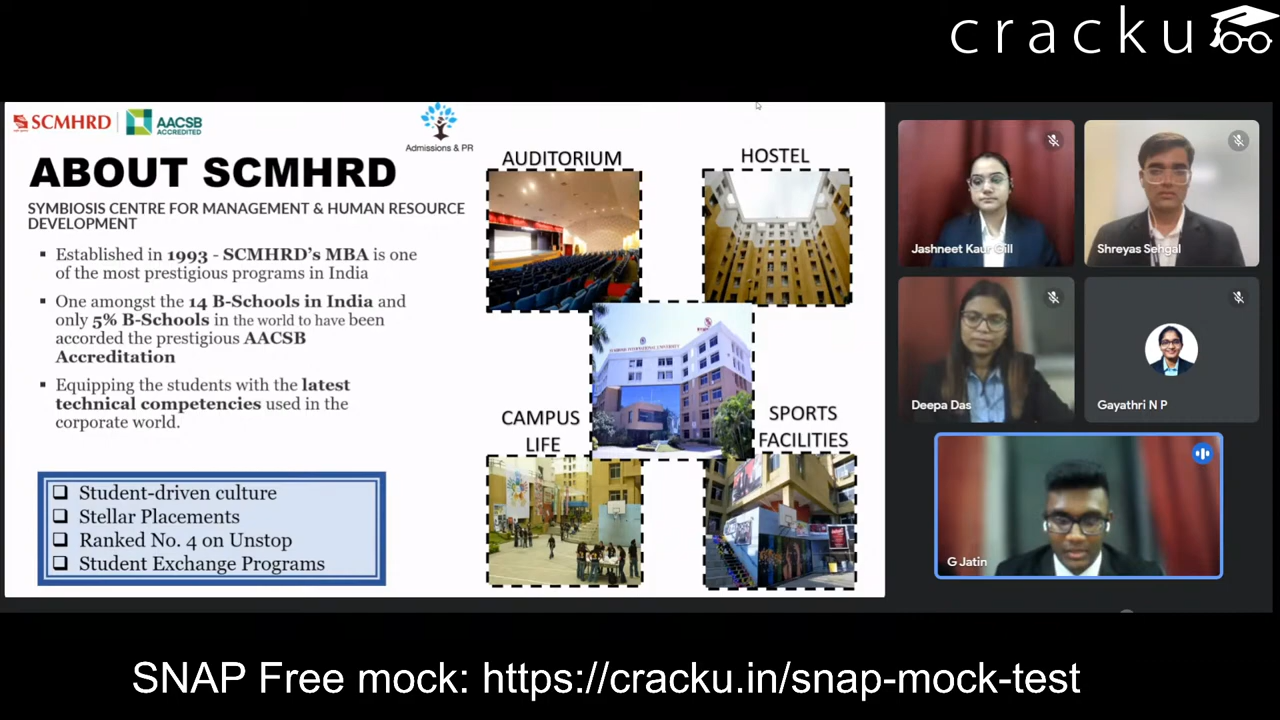 cracku
SCMHRD
AACSB
ACCREDITED
Admissions & PR
ABOUT SCMHRD
SYMBIOSIS CENTRE FOR MANAGEMENT & HUMAN RESOURCE
DEVELOPMENT
▪ Established in 1993 - SCMHRD's MBA is one
of the most prestigious programs in India
▪ One amongst the 14 B-Schools in India and
only 5% B-Schools in the world to have been
accorded the prestigious AACSB
Accreditation
▪ Equipping the students with the latest
technical competencies used in the
corporate world.
❑ Student-driven culture
❑ Stellar Placements
❑ Ranked No. 4 on Unstop
❑ Student Exchange Programs
AUDITORIUM
HOSTEL
CAMPUS
LIFE
SPORTS
FACILITIES
Jashneet Kaur Gill
Shreyas Sehgal
Deepa Das
Gayathri N P
G Jatin
SNAP Free mock: https://cracku.in/snap-mock-test